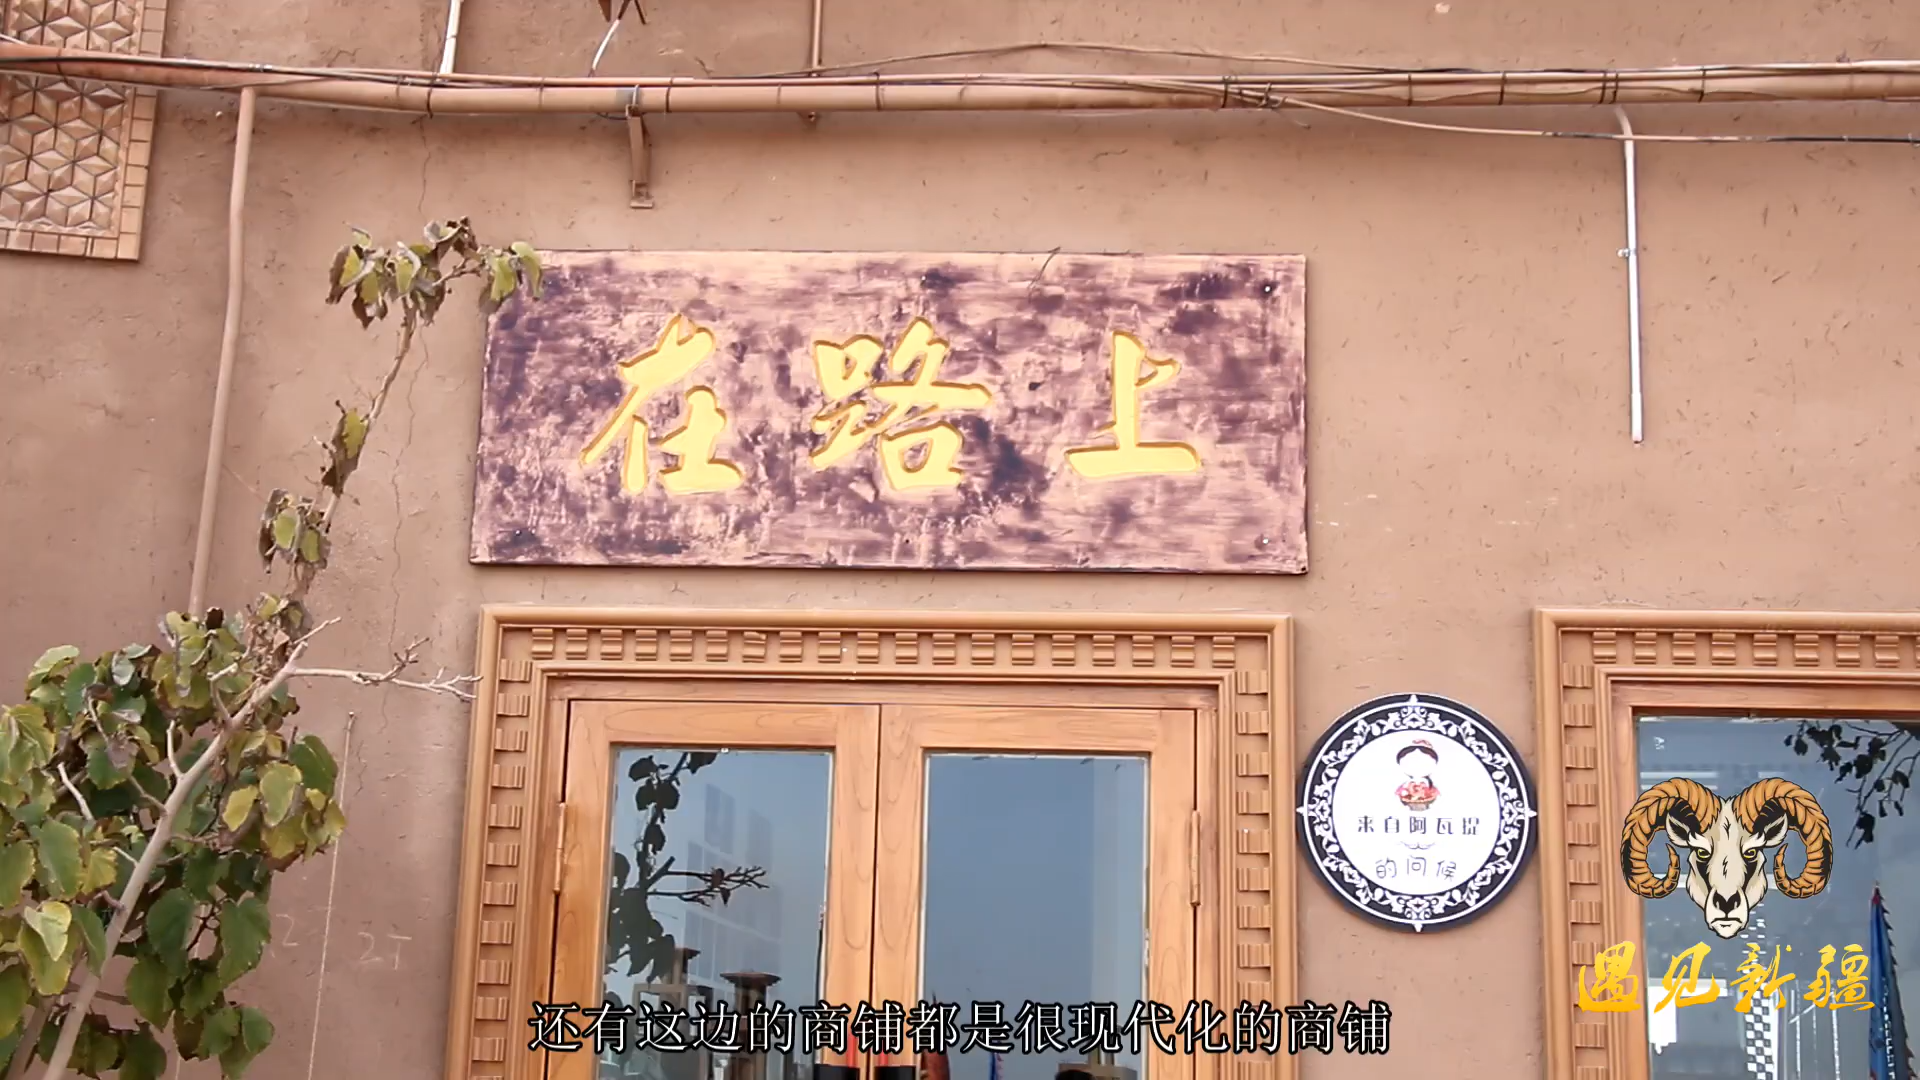 在路上
来自阿瓦提
的问候
遇见新疆
还有这边的商铺都是很现代化的商铺